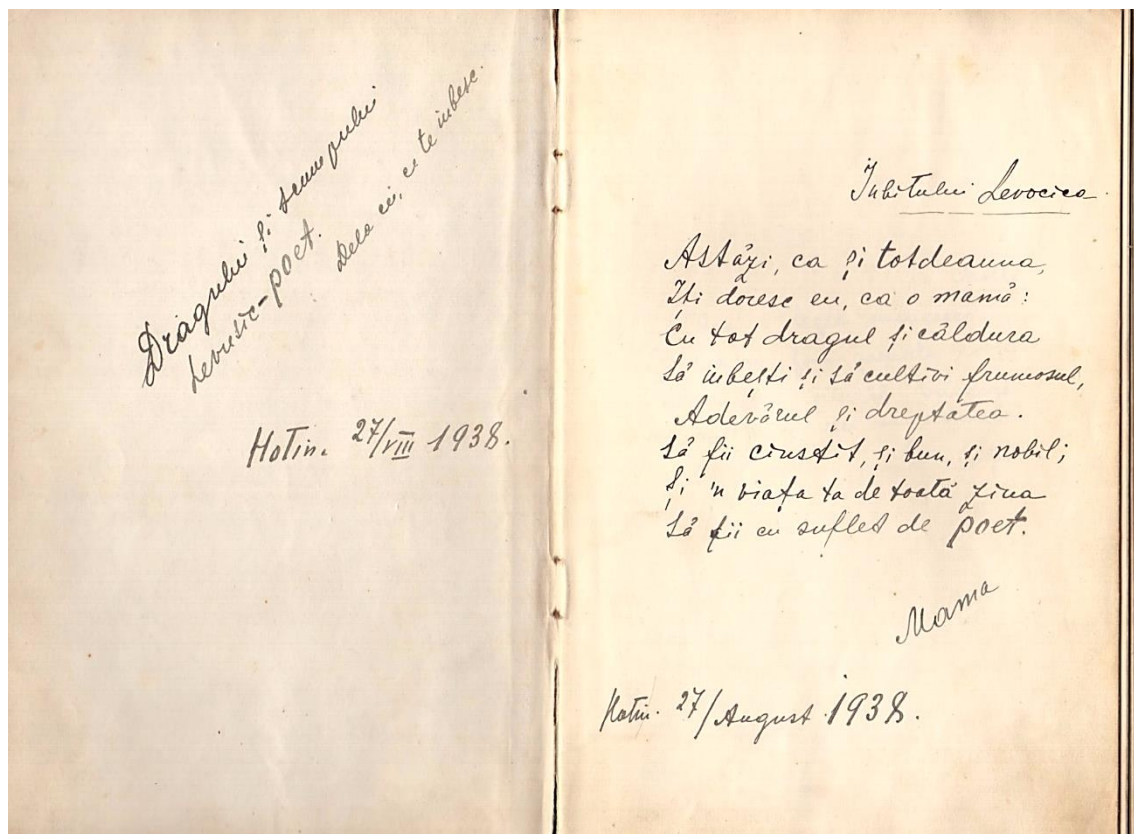 Dragului și scumpului
Levusic-poet.
Dela cei, ce te iubesc.
Hotin. 27/VIII 1938.
Iubitului Levocica
Astăzi, ca și totdeauna,
Îți doresc eu, ca o mamă:
Cu tot dragul și căldura
Să iubești și să cultivi frumosul,
Adevărul și dreptatea.
Să fii cinstit, și bun, și nobil;
Și 'n viața ta de toată ziua
Să fii cu suflet de poet.
Mama
Hotin. 27/August 1938.